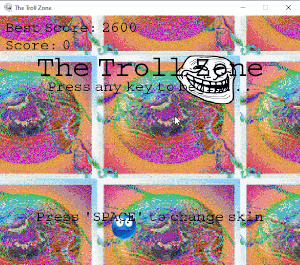 The Troll Zone
Best Score: 2600
Score: 0
The Troll Zone
Press any key to begin...
Press 'SPACE' to change skin